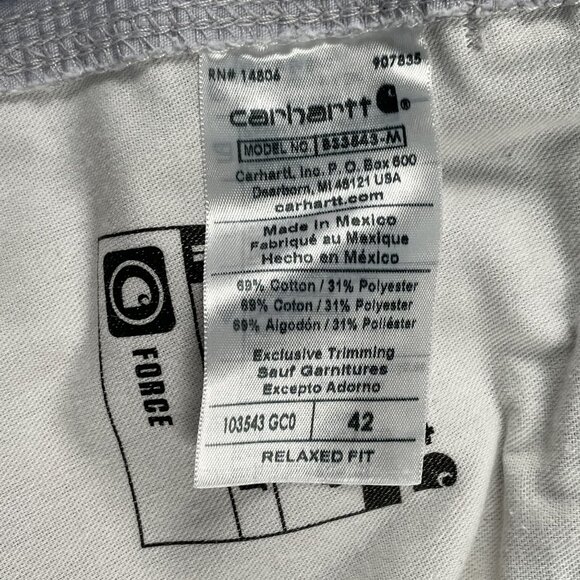 RN# 14806 907835
carhartt
MODEL NO. B33543-M
Carhartt, Inc. P.O. Box 600
Dearborn, MI 48121 USA
carhartt.com
Made in Mexico
Fabriqué au Mexique
Hecho en México
69% Cotton / 31% Polyester
69% Coton / 31% Polyester
69% Algodón / 31% Poliéster
Exclusive Trimming
Sauf Garnitures
Excepto Adorno
103543 GC0 42
RELAXED FIT
FORCE